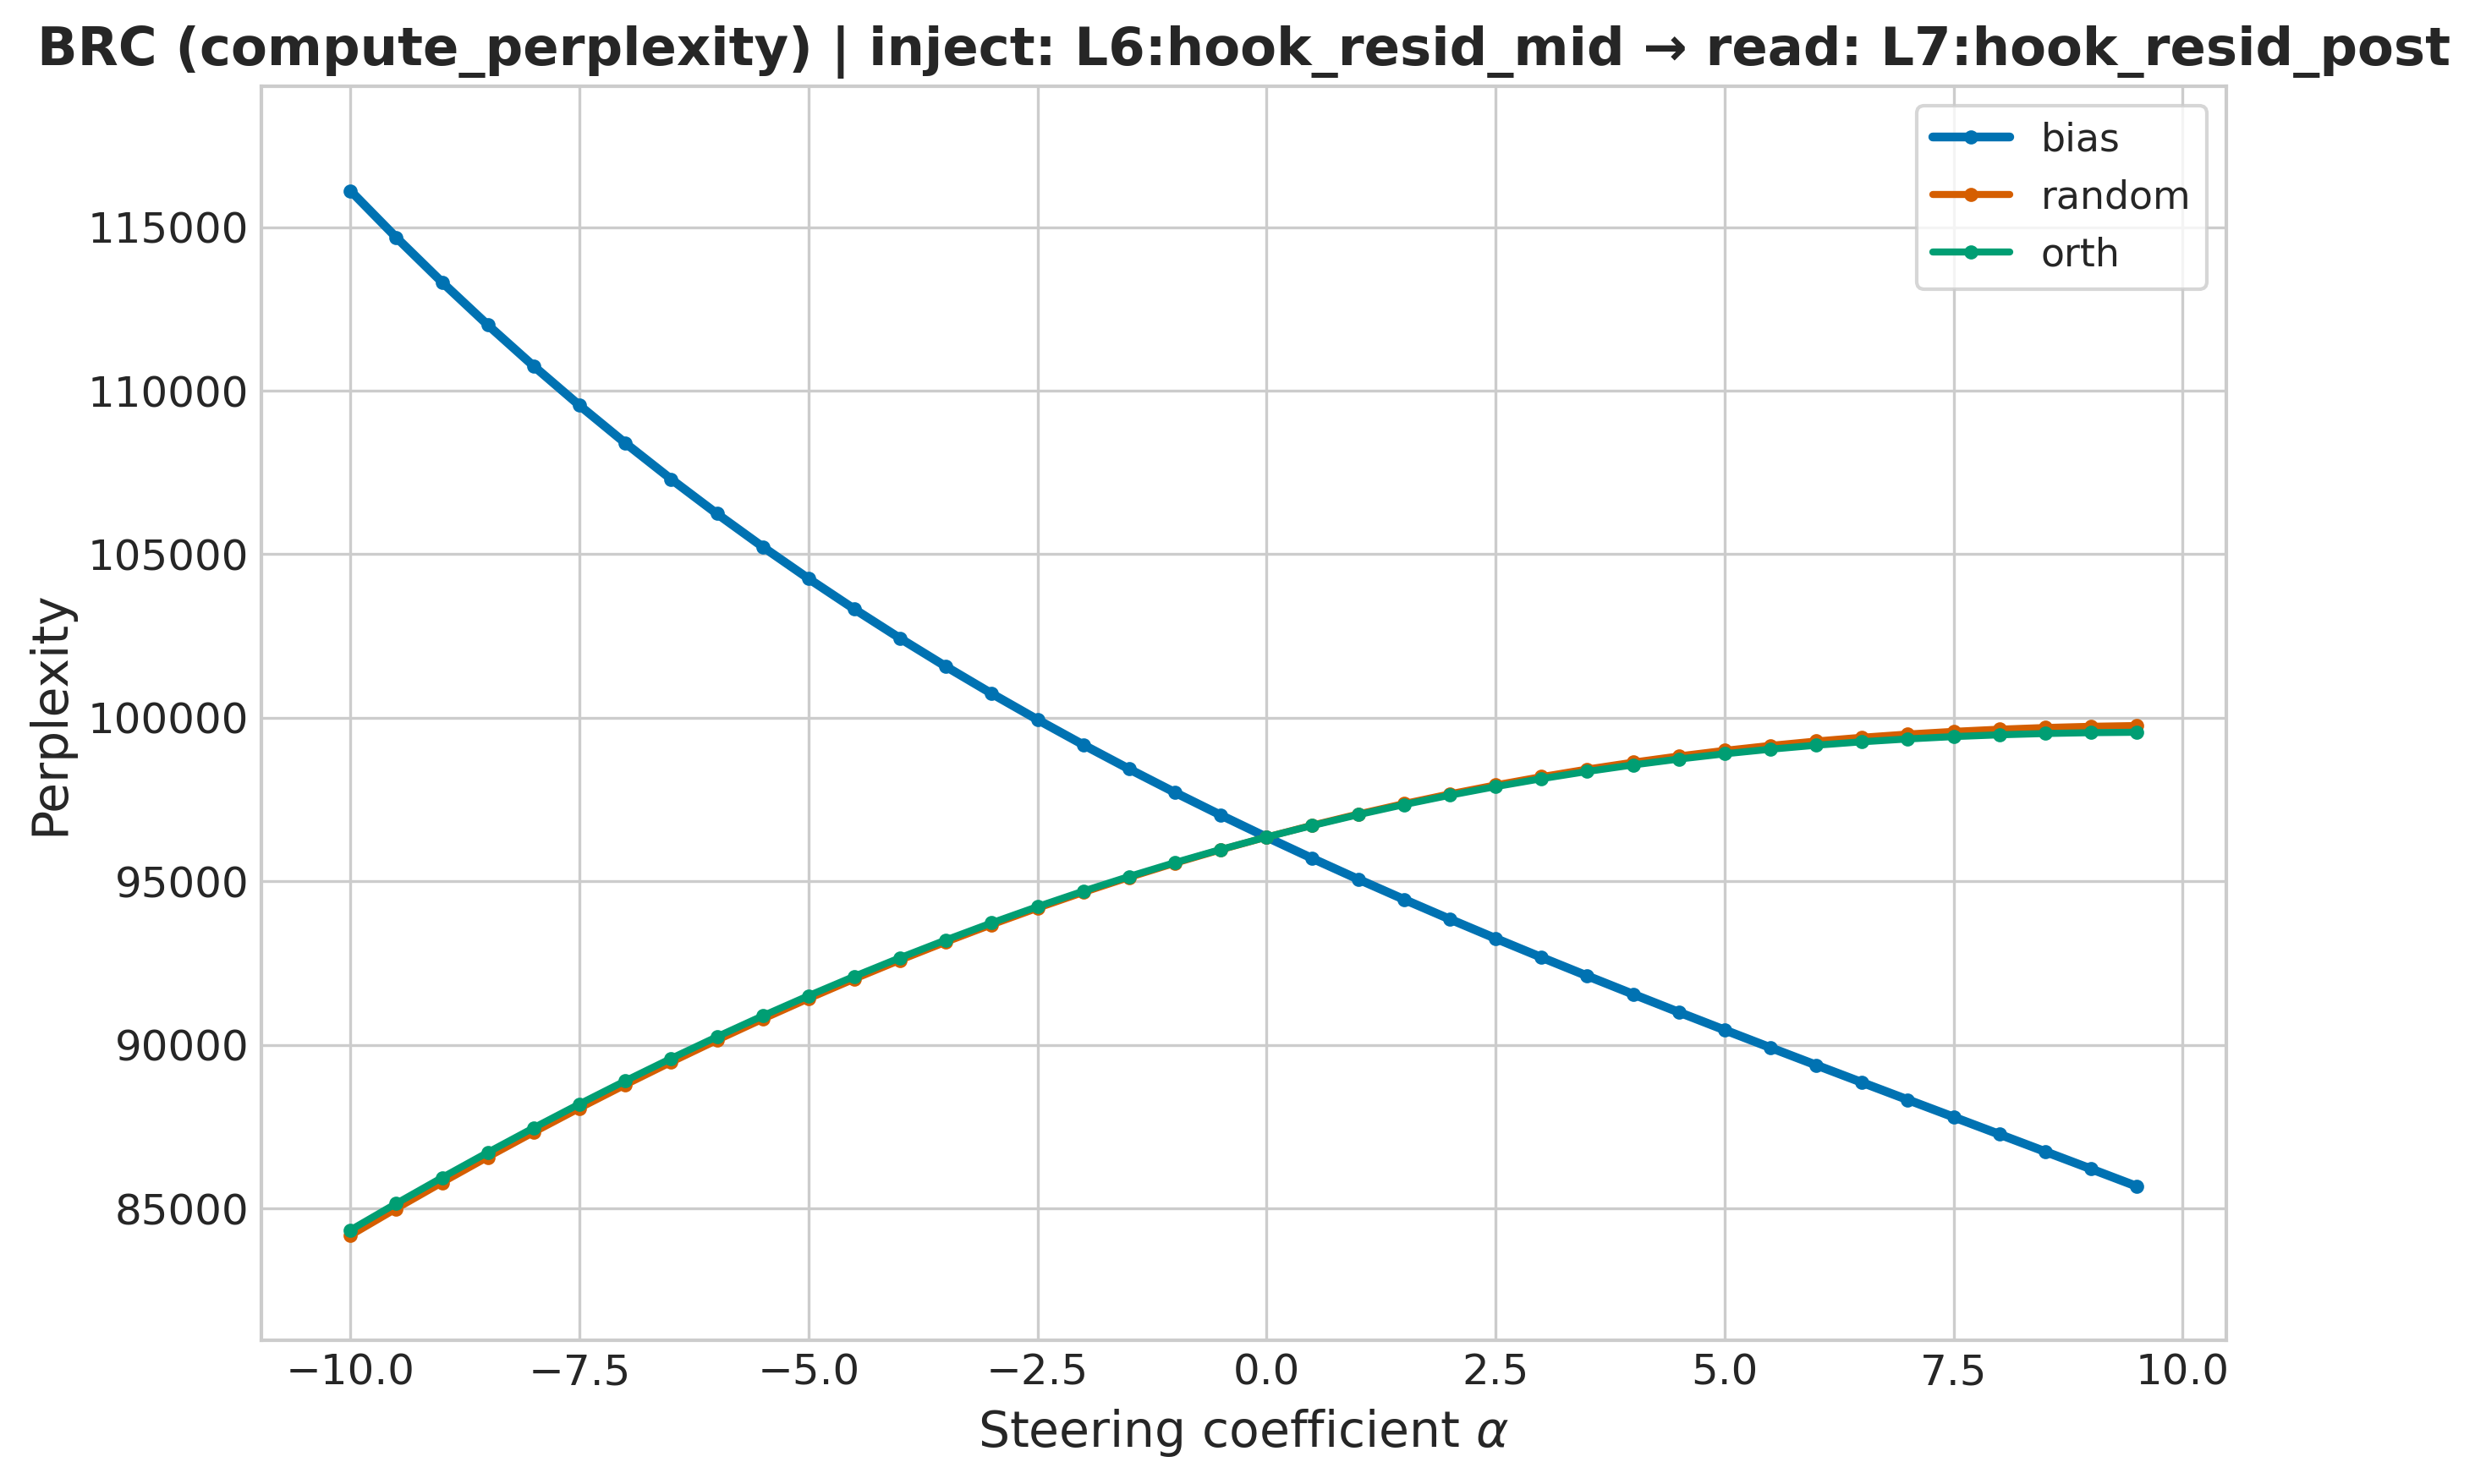 BRC (compute_perplexity) | inject: L6:hook_resid_mid → read: L7:hook_resid_post
bias
random
orth
Perplexity
115000
110000
105000
100000
95000
90000
85000
−10.0 −7.5 −5.0 −2.5 0.0 2.5 5.0 7.5 10.0
Steering coefficient α